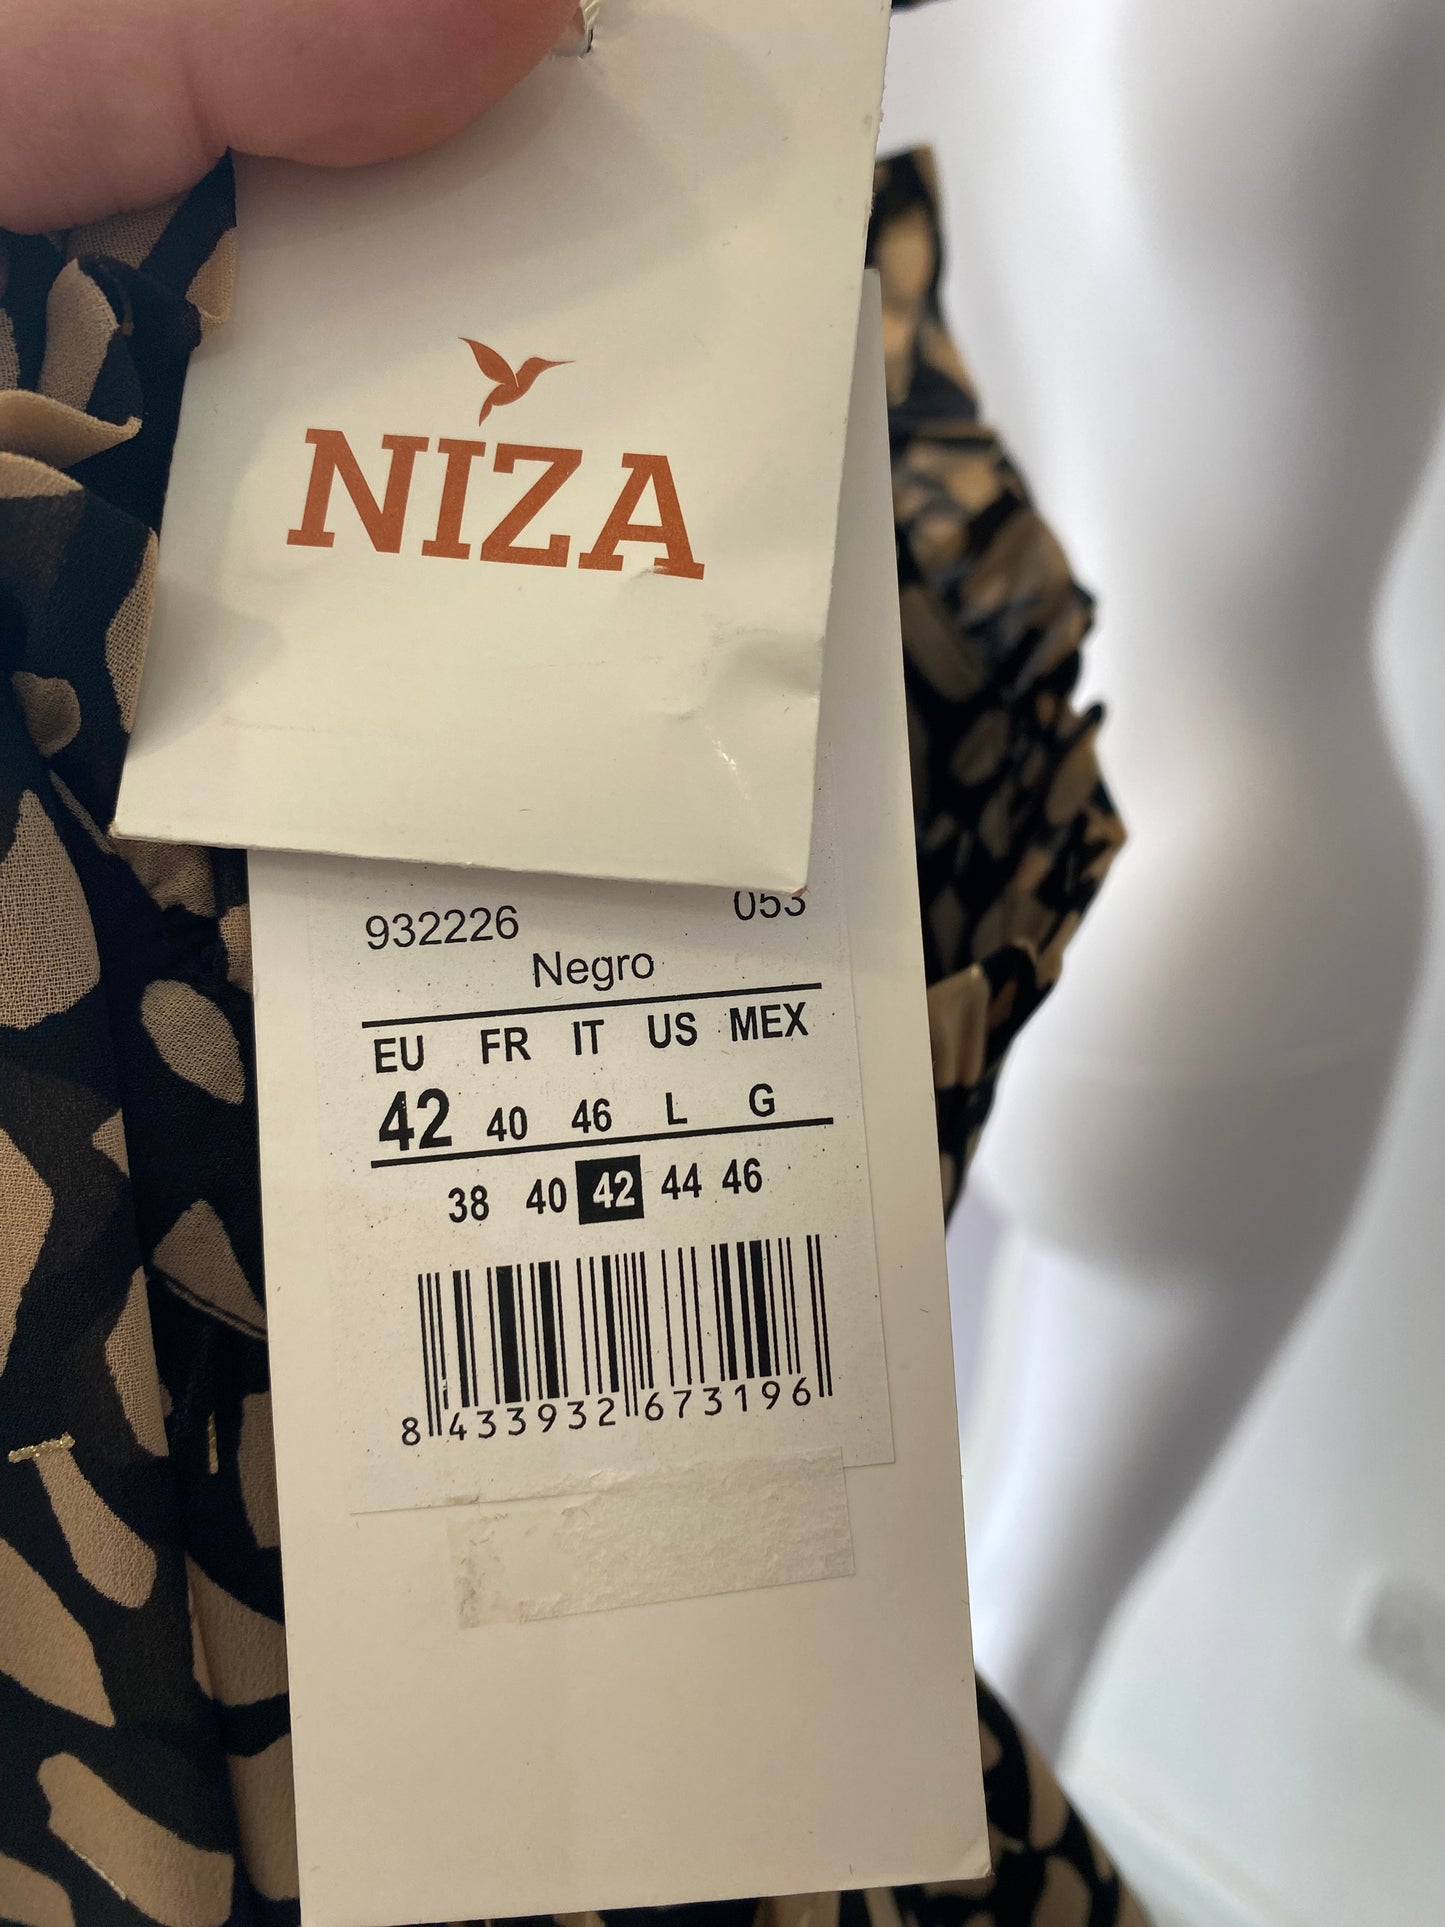 NIZA
932226 053
Negro
EU FR IT US MEX
42 40 46 L G
38 40 42 44 46
8 433932 673196